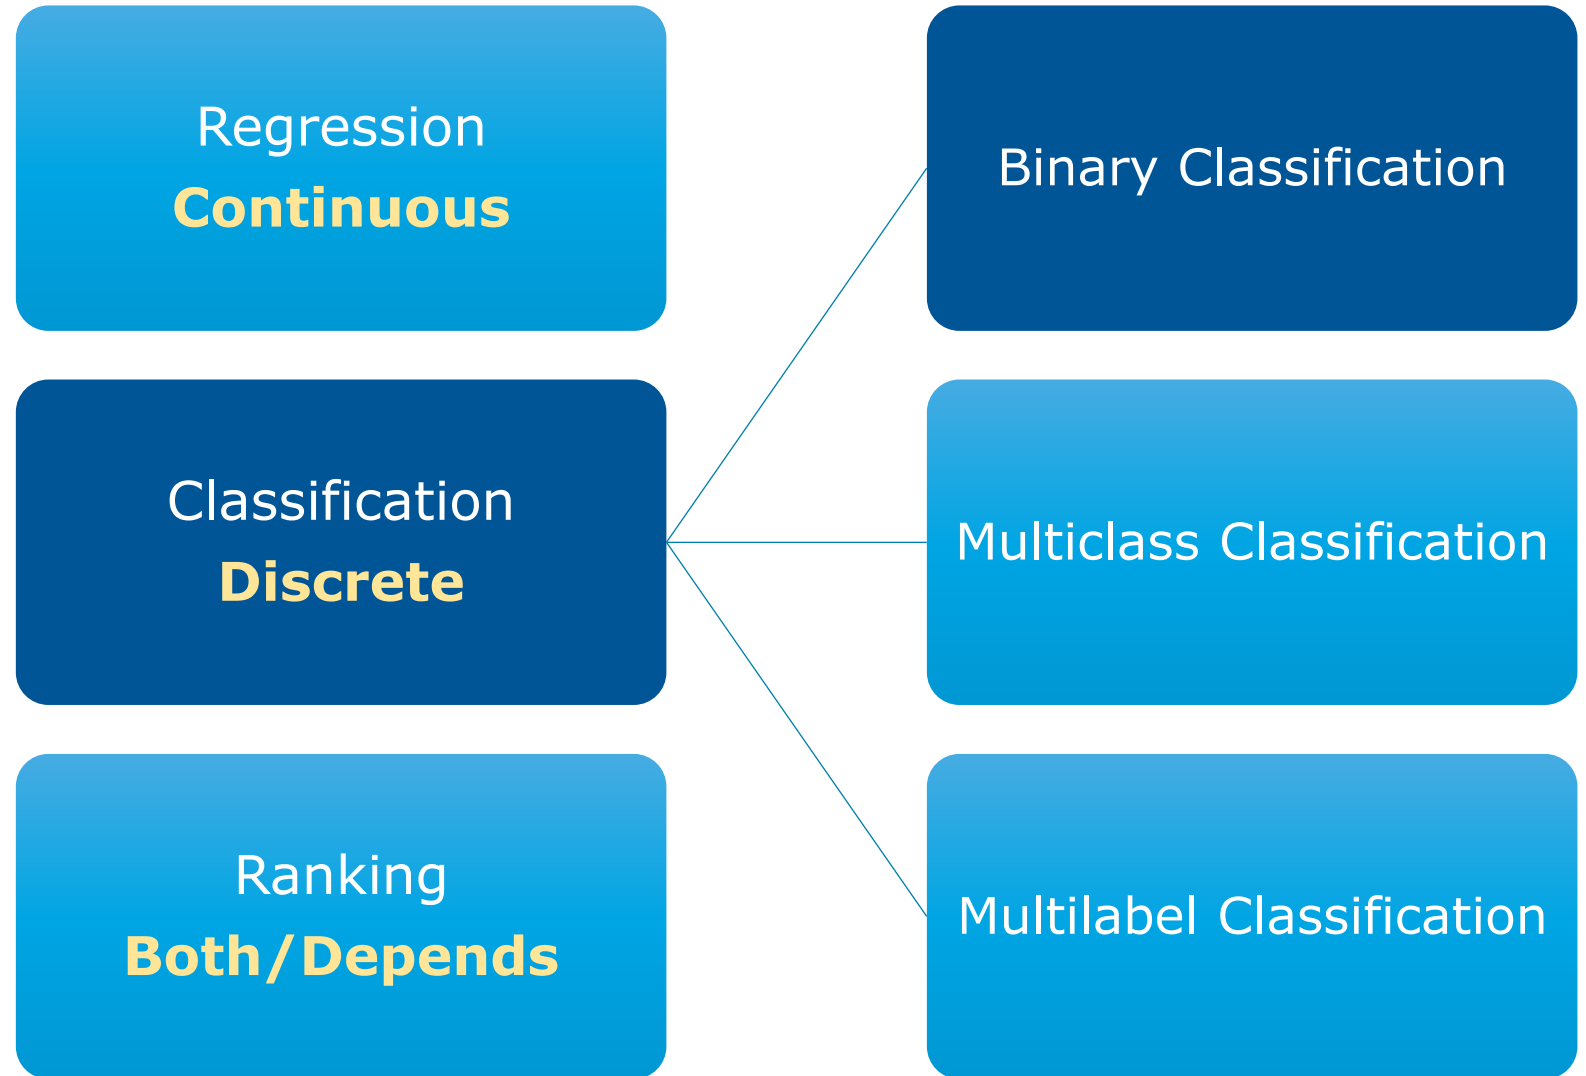 Regression
Continuous
Classification
Discrete
Ranking
Both/Depends
Binary Classification
Multiclass Classification
Multilabel Classification